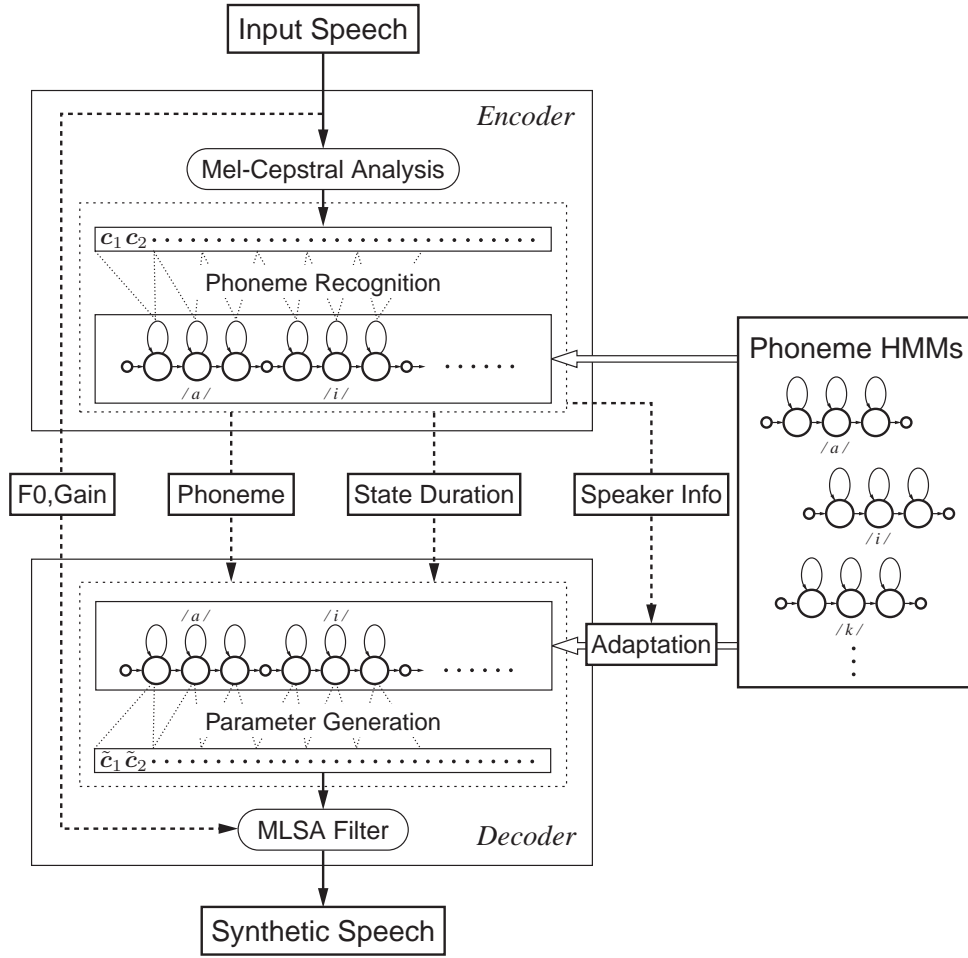 Input Speech
Encoder
Mel-Cepstral Analysis
c₁ c₂ · · · · · · · · · · · · · · · · · · · · · · · · · · · · · ·
Phoneme Recognition
/a/ /i/ · · · · · ·
Phoneme HMMs
/a/
/i/
/k/
F0,Gain
Phoneme
State Duration
Speaker Info
Adaptation
/a/ /i/
· · · · · ·
Parameter Generation
c̃₁ c̃₂ · · · · · · · · · · · · · · · · · · · · · · · · · · · · · ·
MLSA Filter
Decoder
Synthetic Speech